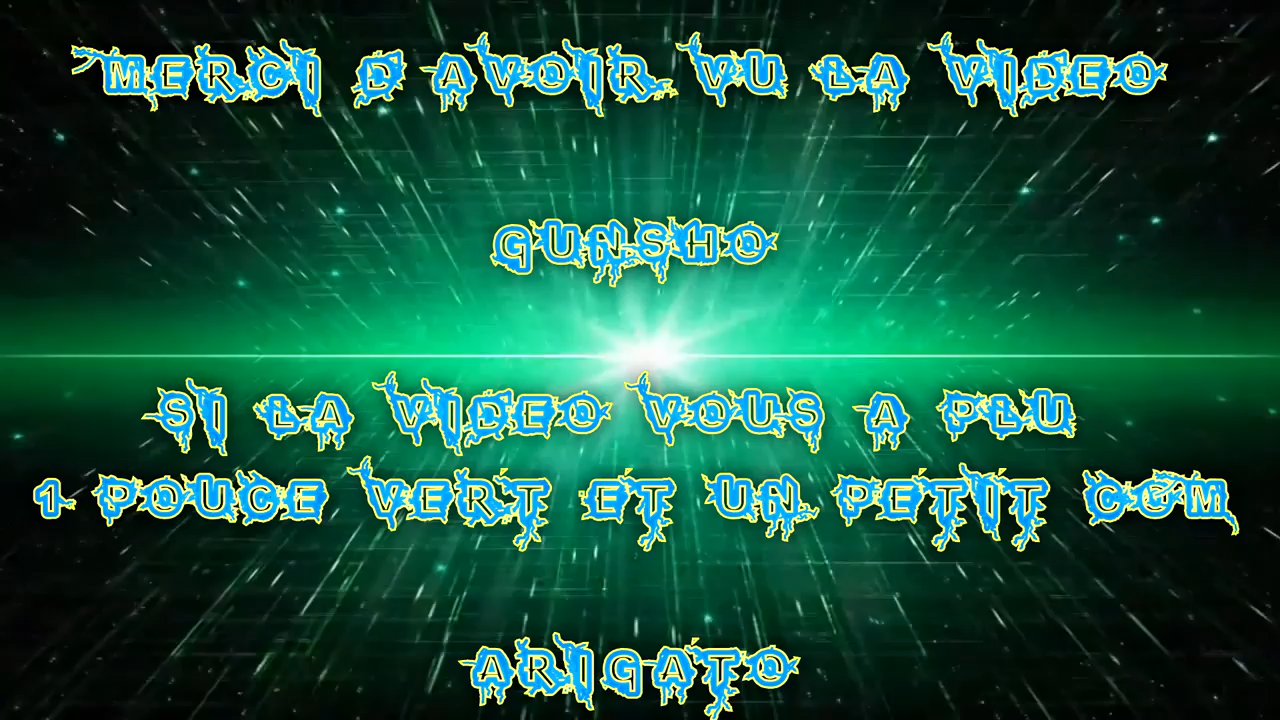 MERCI D AVOIR VU LA VIDEO
GUNSHO
SI LA VIDEO VOUS A PLU
1 POUCE VERT ET UN PETIT COM
ARIGATO